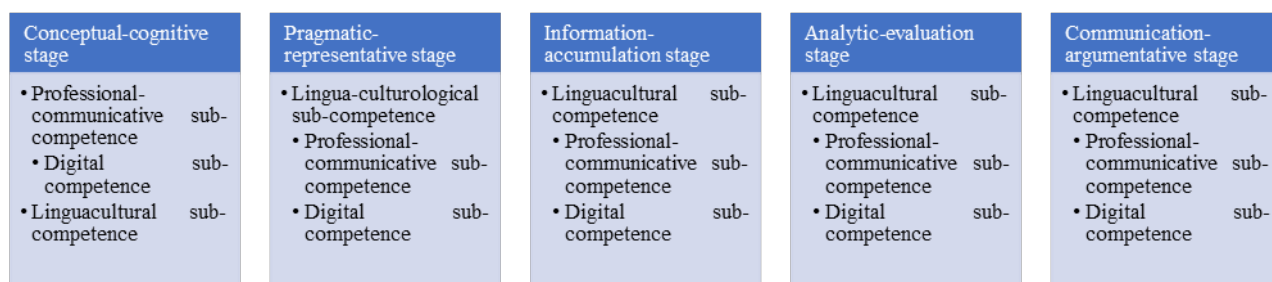 Conceptual-cognitive
stage
• Professional-
communicative sub-
competence
• Digital sub-
competence
• Linguacultural sub-
competence
Pragmatic-
representative stage
• Lingua-culturological
sub-competence
• Professional-
communicative sub-
competence
• Digital sub-
competence
Information-
accumulation stage
• Linguacultural sub-
competence
• Professional-
communicative sub-
competence
• Digital sub-
competence
Analytic-evaluation
stage
• Linguacultural sub-
competence
• Professional-
communicative sub-
competence
• Digital sub-
competence
Communication-
argumentative stage
• Linguacultural sub-
competence
• Professional-
communicative sub-
competence
• Digital sub-
competence